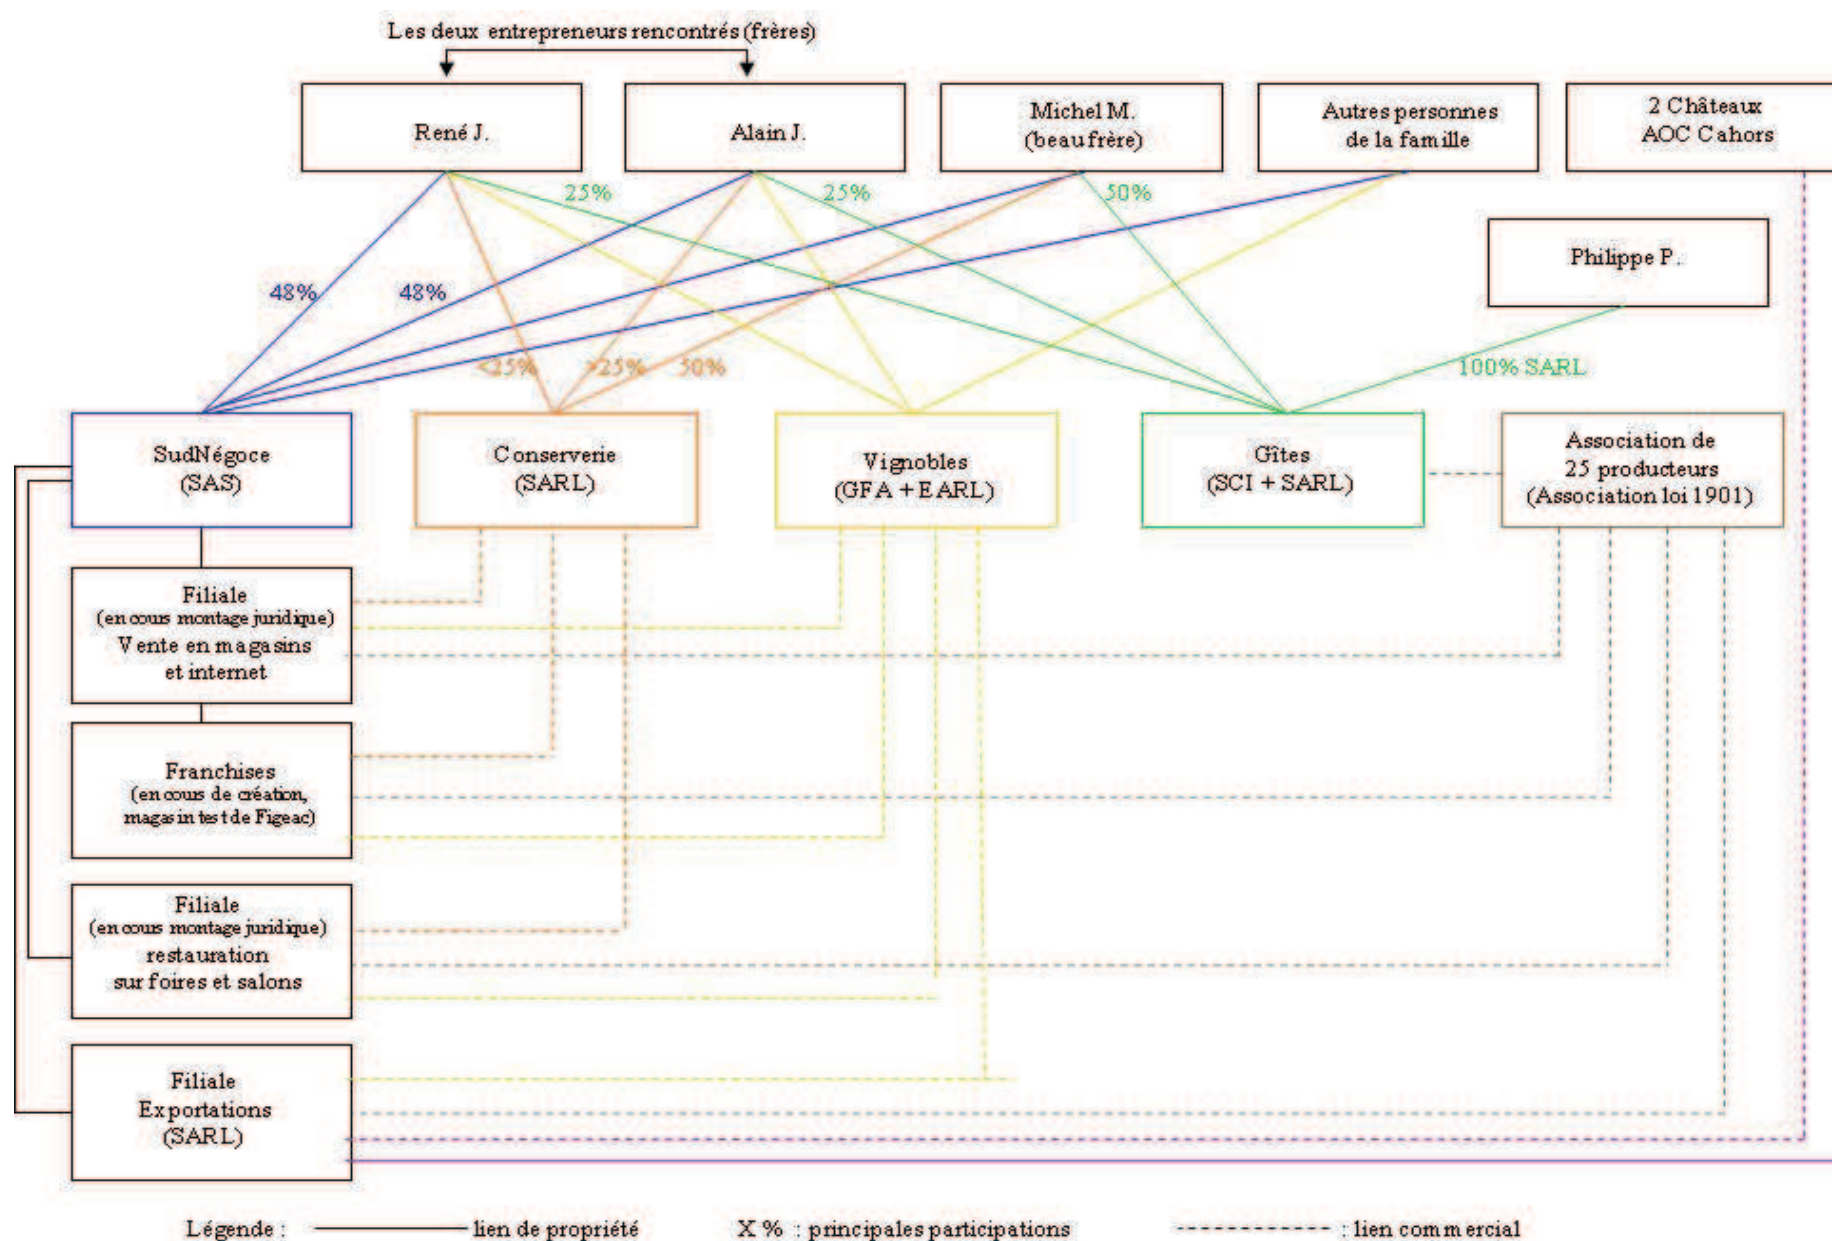 Les deux entrepreneurs rencontrés (frères)
René J.
Alain J.
Michel M.
(beau frère)
Autres personnes
de la famille
2 Châteaux
AOC Cahors
25%
25%
50%
Philippe P.
48%
48%
<25%
>25%
50%
100% SARL
SudNégoce
(SAS)
Conserverie
(SARL)
Vignobles
(GFA + EARL)
Gîtes
(SCI + SARL)
Association de
25 producteurs
(Association loi 1901)
Filiale
(en cours montage juridique)
Vente en magasins
et internet
Franchises
(en cours de création,
magasin test de Figeac)
Filiale
(en cours montage juridique)
restauration
sur foires et salons
Filiale
Exportations
(SARL)
Légende : lien de propriété X % : principales participations : lien commercial